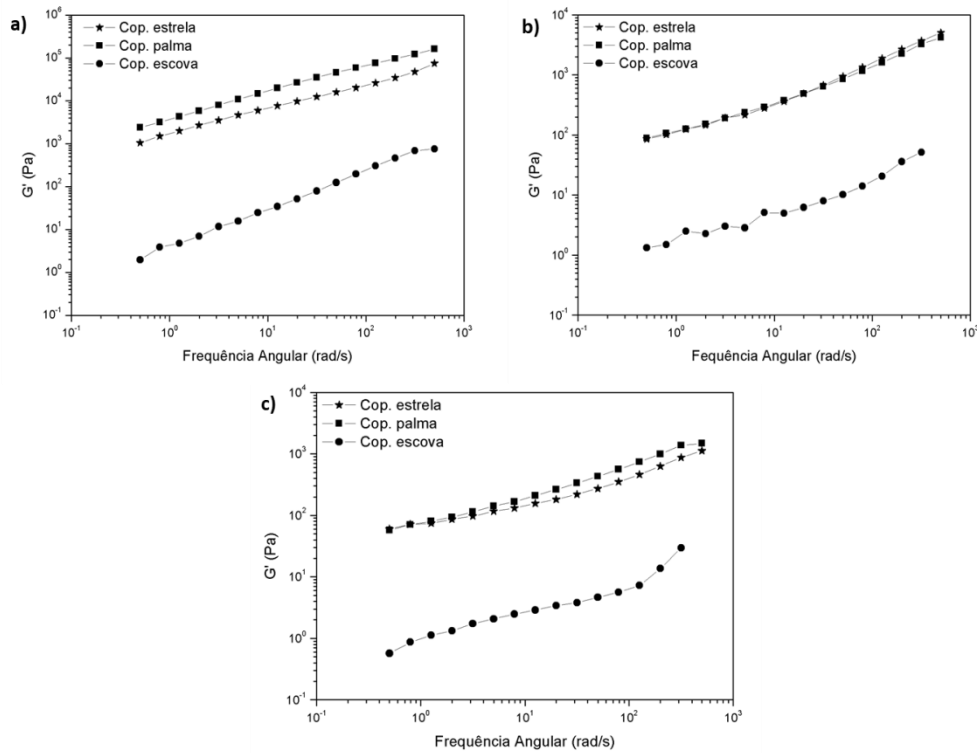 a)
Cop. estrela
Cop. palma
Cop. escova
10^6
10^5
10^4
10^3
10^2
10^1
10^0
10^-1
G' (Pa)
10^-1 10^0 10^1 10^2 10^3
Frequência Angular (rad/s)
b)
Cop. estrela
Cop. palma
Cop. escova
10^4
10^3
10^2
10^1
10^0
10^-1
G' (Pa)
10^-1 10^0 10^1 10^2 10^3
Fequência Angular (rad/s)
c)
Cop. estrela
Cop. palma
Cop. escova
10^4
10^3
10^2
10^1
10^0
10^-1
G' (Pa)
10^-1 10^0 10^1 10^2 10^3
Frequência Angular (rad/s)